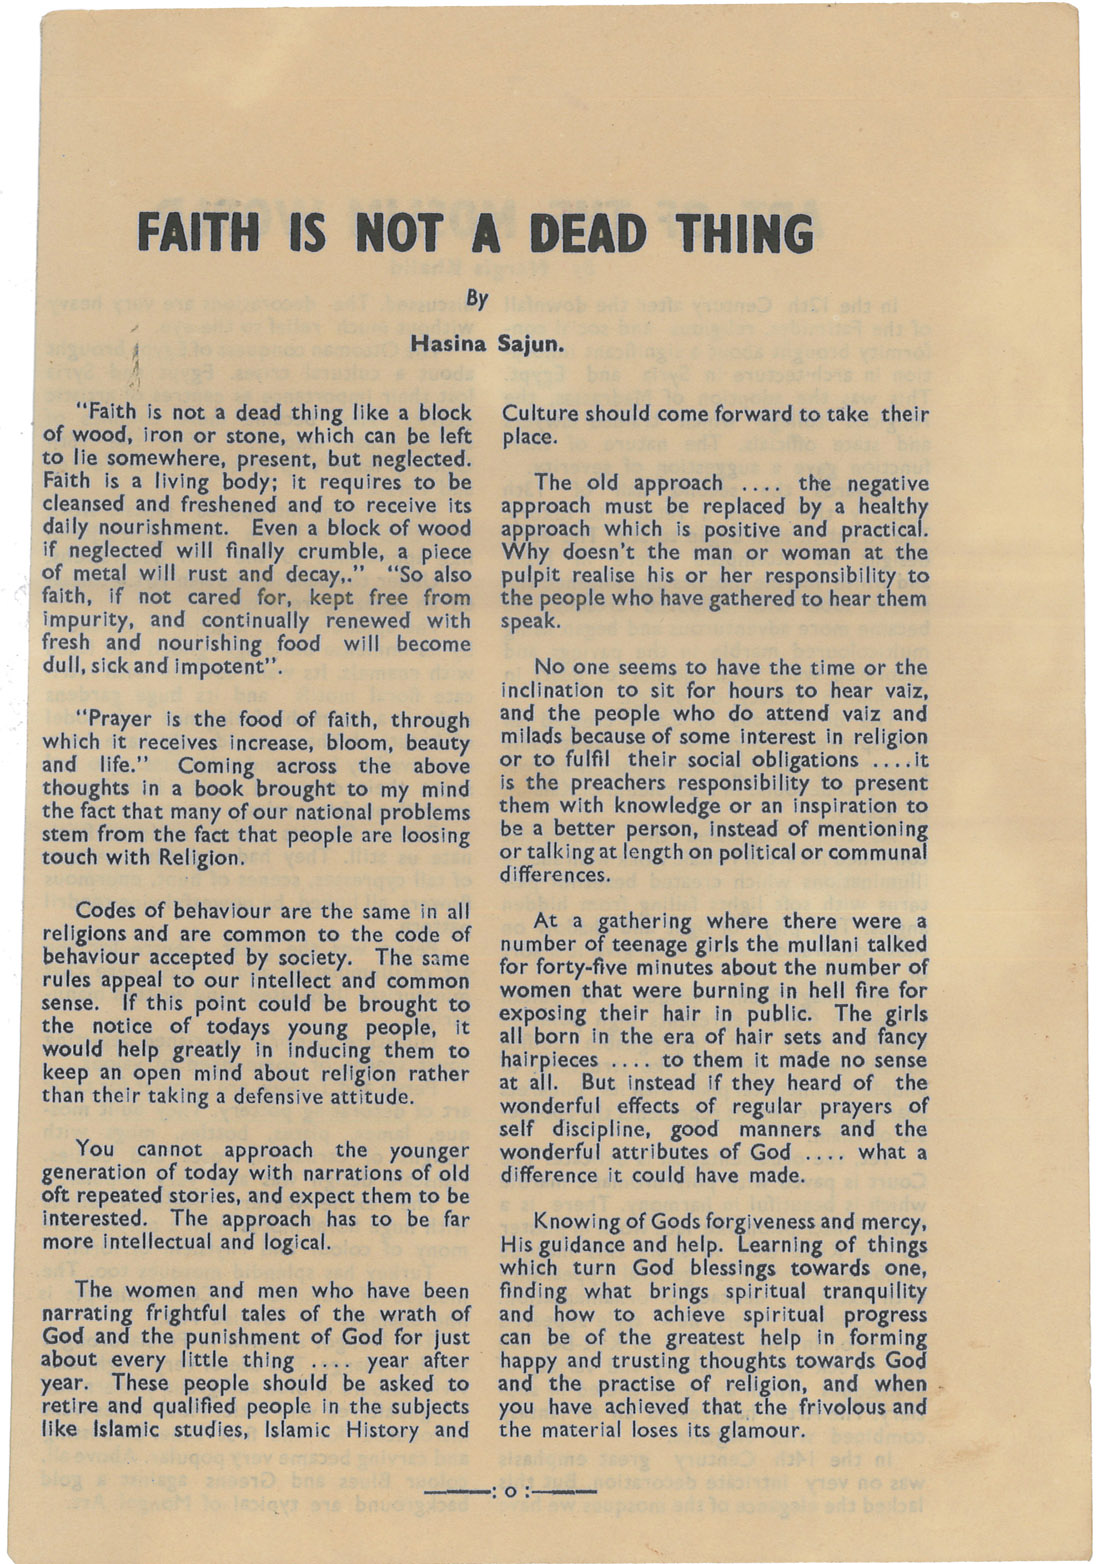 FAITH IS NOT A DEAD THING
By
Hasina Sajun.
"Faith is not a dead thing like a block
of wood, iron or stone, which can be left
to lie somewhere, present, but neglected.
Faith is a living body; it requires to be
cleansed and freshened and to receive its
daily nourishment. Even a block of wood
if neglected will finally crumble, a piece
of metal will rust and decay,." "So also
faith, if not cared for, kept free from
impurity, and continually renewed with
fresh and nourishing food will become
dull, sick and impotent".
"Prayer is the food of faith, through
which it receives increase, bloom, beauty
and life." Coming across the above
thoughts in a book brought to my mind
the fact that many of our national problems
stem from the fact that people are loosing
touch with Religion.
Codes of behaviour are the same in all
religions and are common to the code of
behaviour accepted by society. The same
rules appeal to our intellect and common
sense. If this point could be brought to
the notice of todays young people, it
would help greatly in inducing them to
keep an open mind about religion rather
than their taking a defensive attitude.
You cannot approach the younger
generation of today with narrations of old
oft repeated stories, and expect them to be
interested. The approach has to be far
more intellectual and logical.
The women and men who have been
narrating frightful tales of the wrath of
God and the punishment of God for just
about every little thing .... year after
year. These people should be asked to
retire and qualified people in the subjects
like Islamic studies, Islamic History and
Culture should come forward to take their
place.
The old approach .... the negative
approach must be replaced by a healthy
approach which is positive and practical.
Why doesn't the man or woman at the
pulpit realise his or her responsibility to
the people who have gathered to hear them
speak.
No one seems to have the time or the
inclination to sit for hours to hear vaiz,
and the people who do attend vaiz and
milads because of some interest in religion
or to fulfil their social obligations ....it
is the preachers responsibility to present
them with knowledge or an inspiration to
be a better person, instead of mentioning
or talking at length on political or communal
differences.
At a gathering where there were a
number of teenage girls the mullani talked
for forty-five minutes about the number of
women that were burning in hell fire for
exposing their hair in public. The girls
all born in the era of hair sets and fancy
hairpieces .... to them it made no sense
at all. But instead if they heard of the
wonderful effects of regular prayers of
self discipline, good manners and the
wonderful attributes of God .... what a
difference it could have made.
Knowing of Gods forgiveness and mercy,
His guidance and help. Learning of things
which turn God blessings towards one,
finding what brings spiritual tranquility
and how to achieve spiritual progress
can be of the greatest help in forming
happy and trusting thoughts towards God
and the practise of religion, and when
you have achieved that the frivolous and
the material loses its glamour.
——: o :——